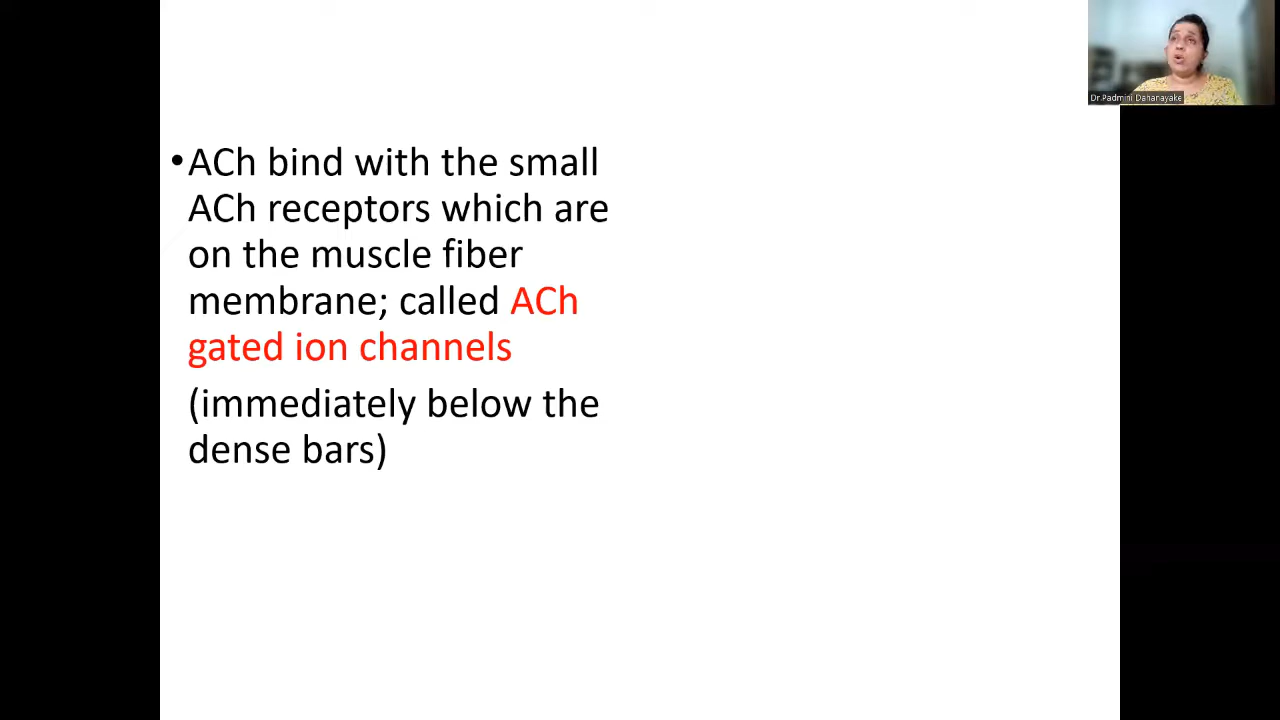 Dr Padmini Dahanayake
•ACh bind with the small
ACh receptors which are
on the muscle fiber
membrane; called ACh
gated ion channels
(immediately below the
dense bars)